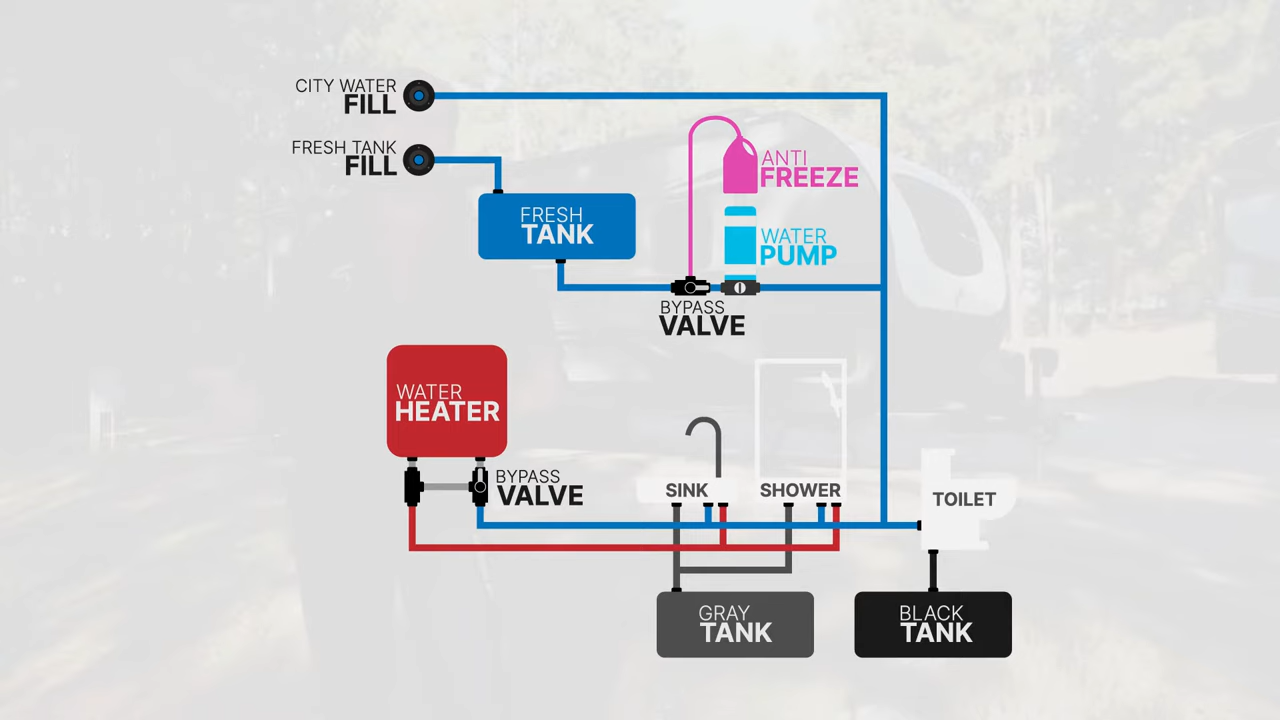 CITY WATER
FILL
FRESH TANK
FILL
ANTI
FREEZE
FRESH
TANK
WATER
PUMP
BYPASS
VALVE
WATER
HEATER
BYPASS
VALVE
SINK
SHOWER
TOILET
GRAY
TANK
BLACK
TANK